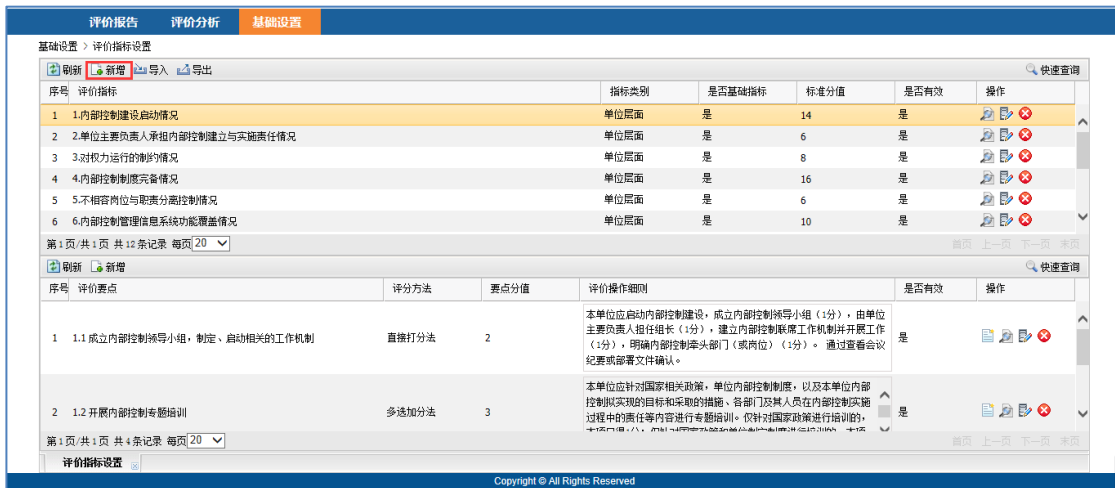 评价报告 评价分析 基础设置
基础设置 > 评价指标设置
刷新 新增 导入 导出 快速查询
序号 评价指标 指标类别 是否基础指标 标准分值 是否有效 操作
1 1.内部控制建设启动情况 单位层面 是 14 是
2 2.单位主要负责人承担内部控制建立与实施责任情况 单位层面 是 6 是
3 3.对权力运行的制约情况 单位层面 是 8 是
4 4.内部控制制度完备情况 单位层面 是 16 是
5 5.不相容岗位与职责分离控制情况 单位层面 是 6 是
6 6.内部控制管理信息系统功能覆盖情况 单位层面 是 10 是
第1页/共1页 共12条记录 每页 20 首页 上一页 下一页 末页
刷新 新增 快速查询
序号 评价要点 评分方法 要点分值 评价操作细则 是否有效 操作
本单位应启动内部控制建设，成立内部控制领导小组（1分），由单位
主要负责人担任组长（1分），建立内部控制联席工作机制并开展工作
1 1.1 成立内部控制领导小组，制定、启动相关的工作机制 直接打分法 2 （1分），明确内部控制牵头部门（或岗位）（1分）。 通过查看会议 是
纪要或部署文件确认。
本单位应针对国家相关政策，单位内部控制制度，以及本单位内部
控制拟实现的目标和采取的措施、各部门及其人员在内部控制实施
2 1.2 开展内部控制专题培训 多选加分法 3 过程中的责任等内容进行专题培训。仅针对国家政策进行培训的， 是
第1页/共1页 共4条记录 每页 20 首页 上一页 下一页 末页
评价指标设置
Copyright © All Rights Reserved